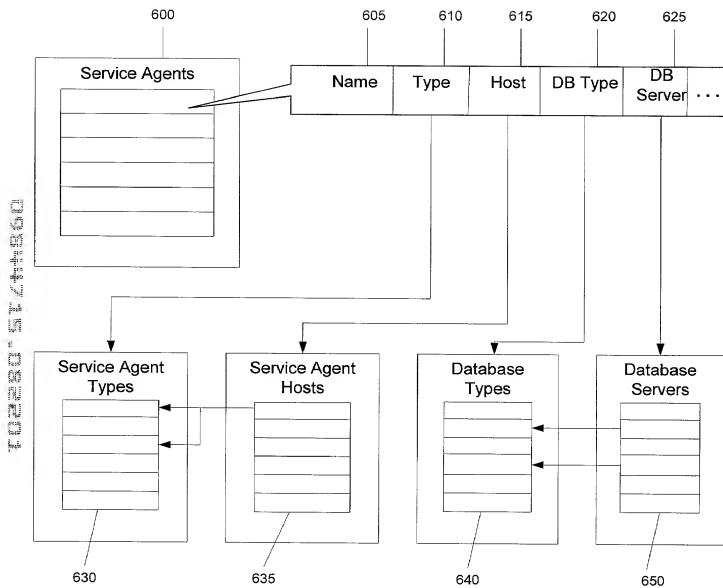 600
605
610
615
620
625
Service Agents
Name
Type
Host
DB Type
DB
Server
...
Service Agent
Types
Service Agent
Hosts
Database
Types
Database
Servers
630
635
640
650